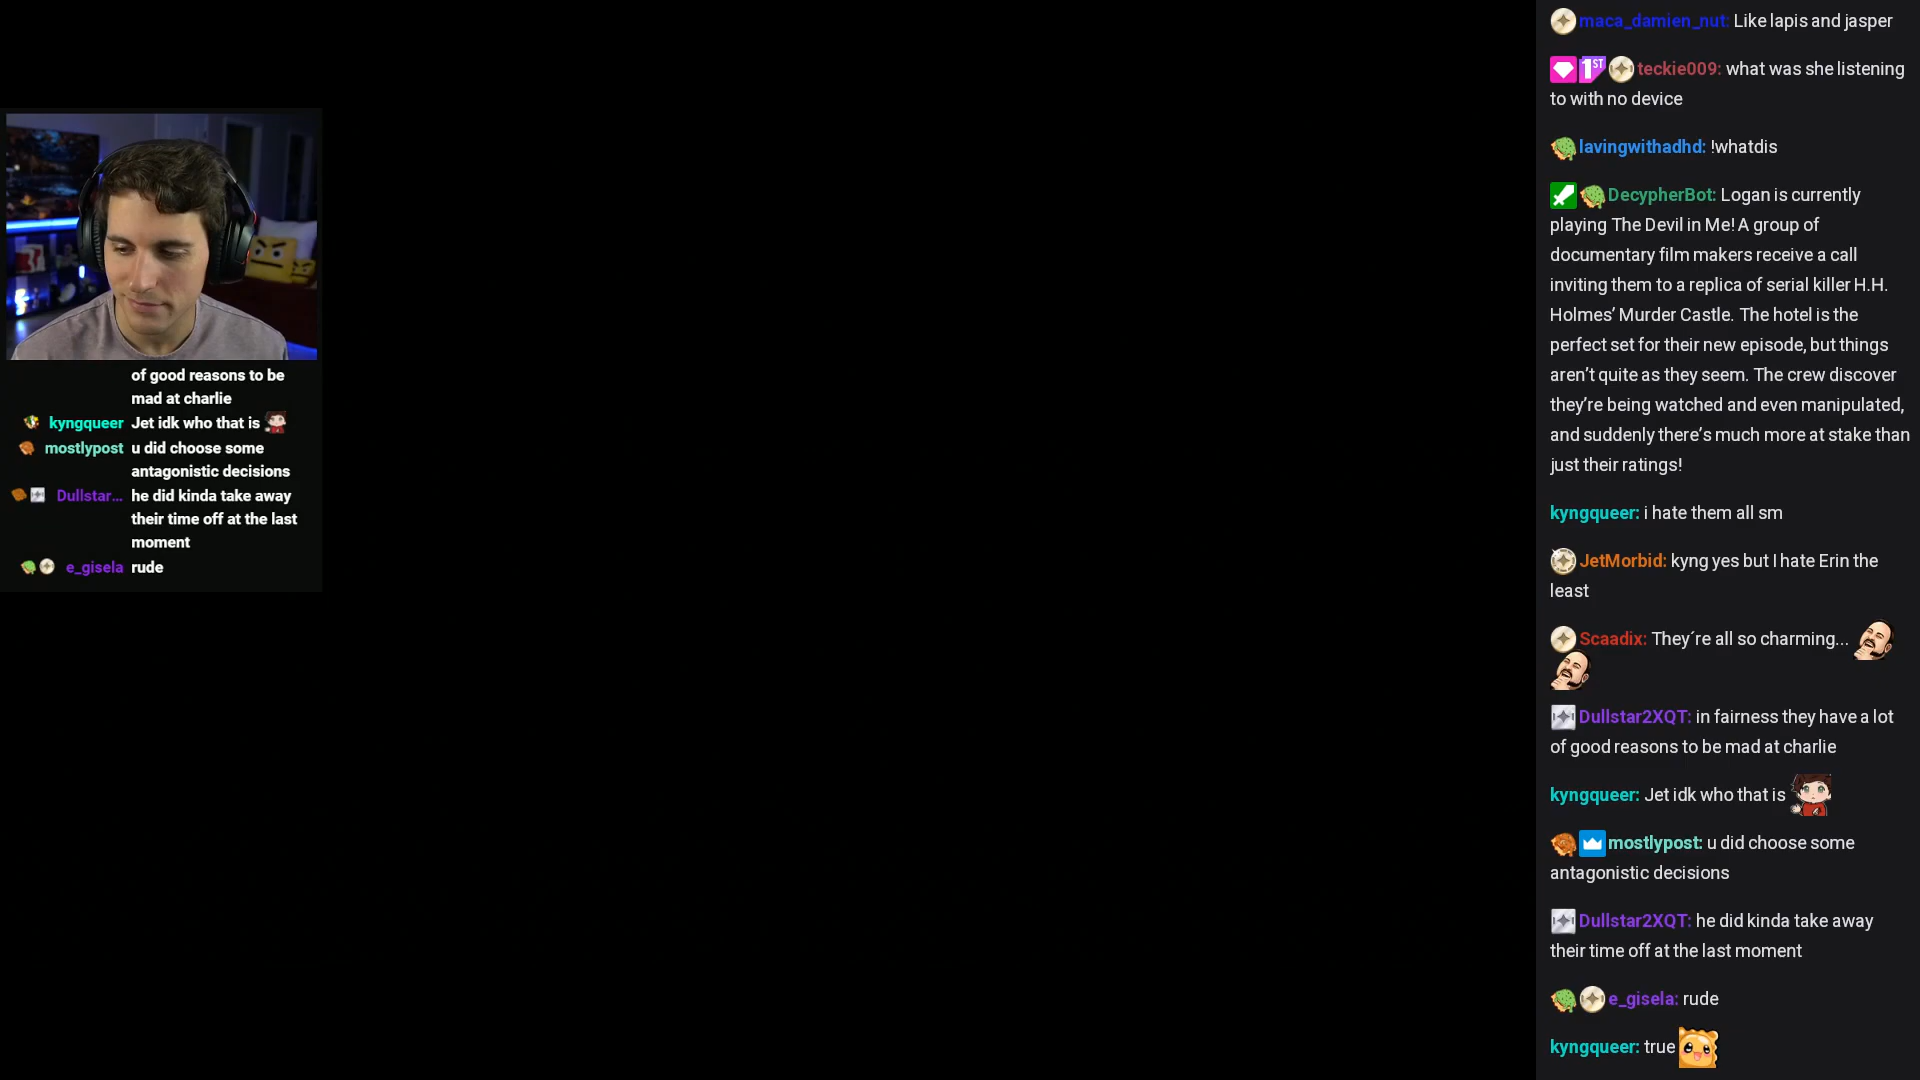 of good reasons to be
mad at charlie
kyngqueer Jet idk who that is
mostlypost u did choose some
antagonistic decisions
Dullstar... he did kinda take away
their time off at the last
moment
e_gisela rude
maca_damien_nut: Like lapis and jasper
1ST teckie009: what was she listening
to with no device
lavingwithadhd: !whatdis
DecypherBot: Logan is currently
playing The Devil in Me! A group of
documentary film makers receive a call
inviting them to a replica of serial killer H.H.
Holmes’ Murder Castle. The hotel is the
perfect set for their new episode, but things
aren’t quite as they seem. The crew discover
they’re being watched and even manipulated,
and suddenly there’s much more at stake than
just their ratings!
kyngqueer: i hate them all sm
JetMorbid: kyng yes but I hate Erin the
least
Scaadix: They´re all so charming...
Dullstar2XQT: in fairness they have a lot
of good reasons to be mad at charlie
kyngqueer: Jet idk who that is
mostlypost: u did choose some
antagonistic decisions
Dullstar2XQT: he did kinda take away
their time off at the last moment
e_gisela: rude
kyngqueer: true